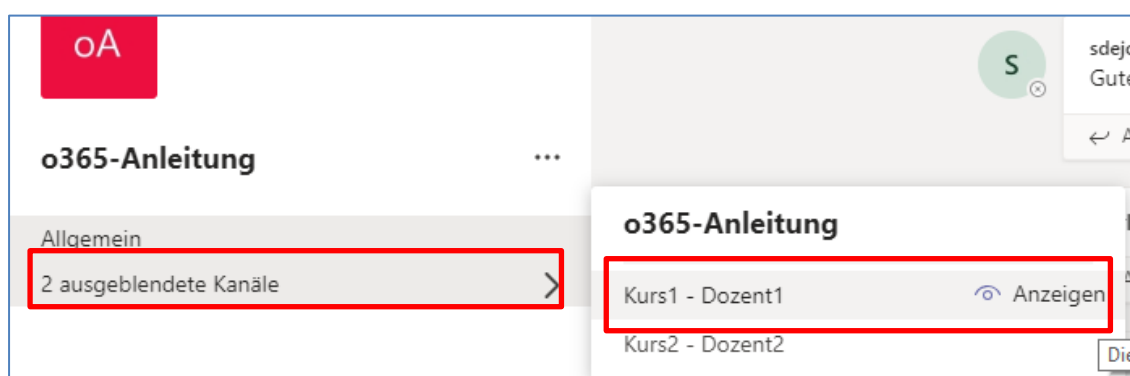 oA
o365-Anleitung
...
Allgemein
2 ausgeblendete Kanäle
S
o365-Anleitung
Kurs1 - Dozent1
Anzeigen
Kurs2 - Dozent2